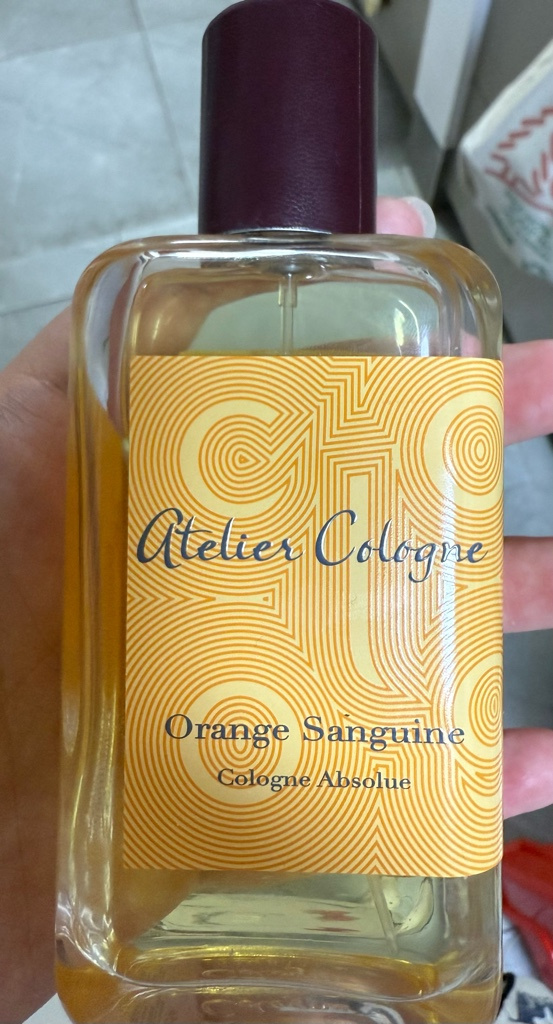 Atelier Cologne
Orange Sanguine
Cologne Absolue